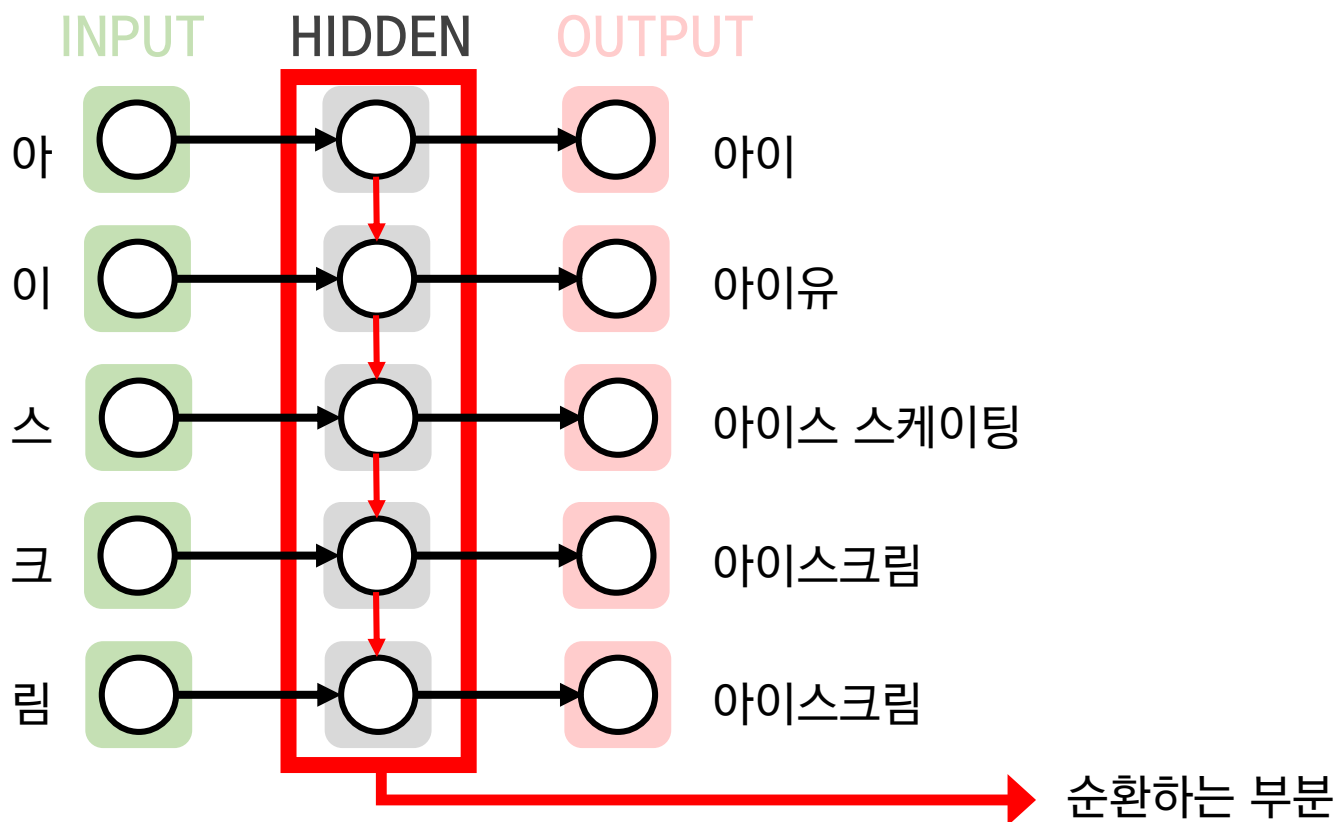 INPUT HIDDEN OUTPUT
아 아이
이 아이유
스 아이스 스케이팅
크 아이스크림
림 아이스크림
순환하는 부분